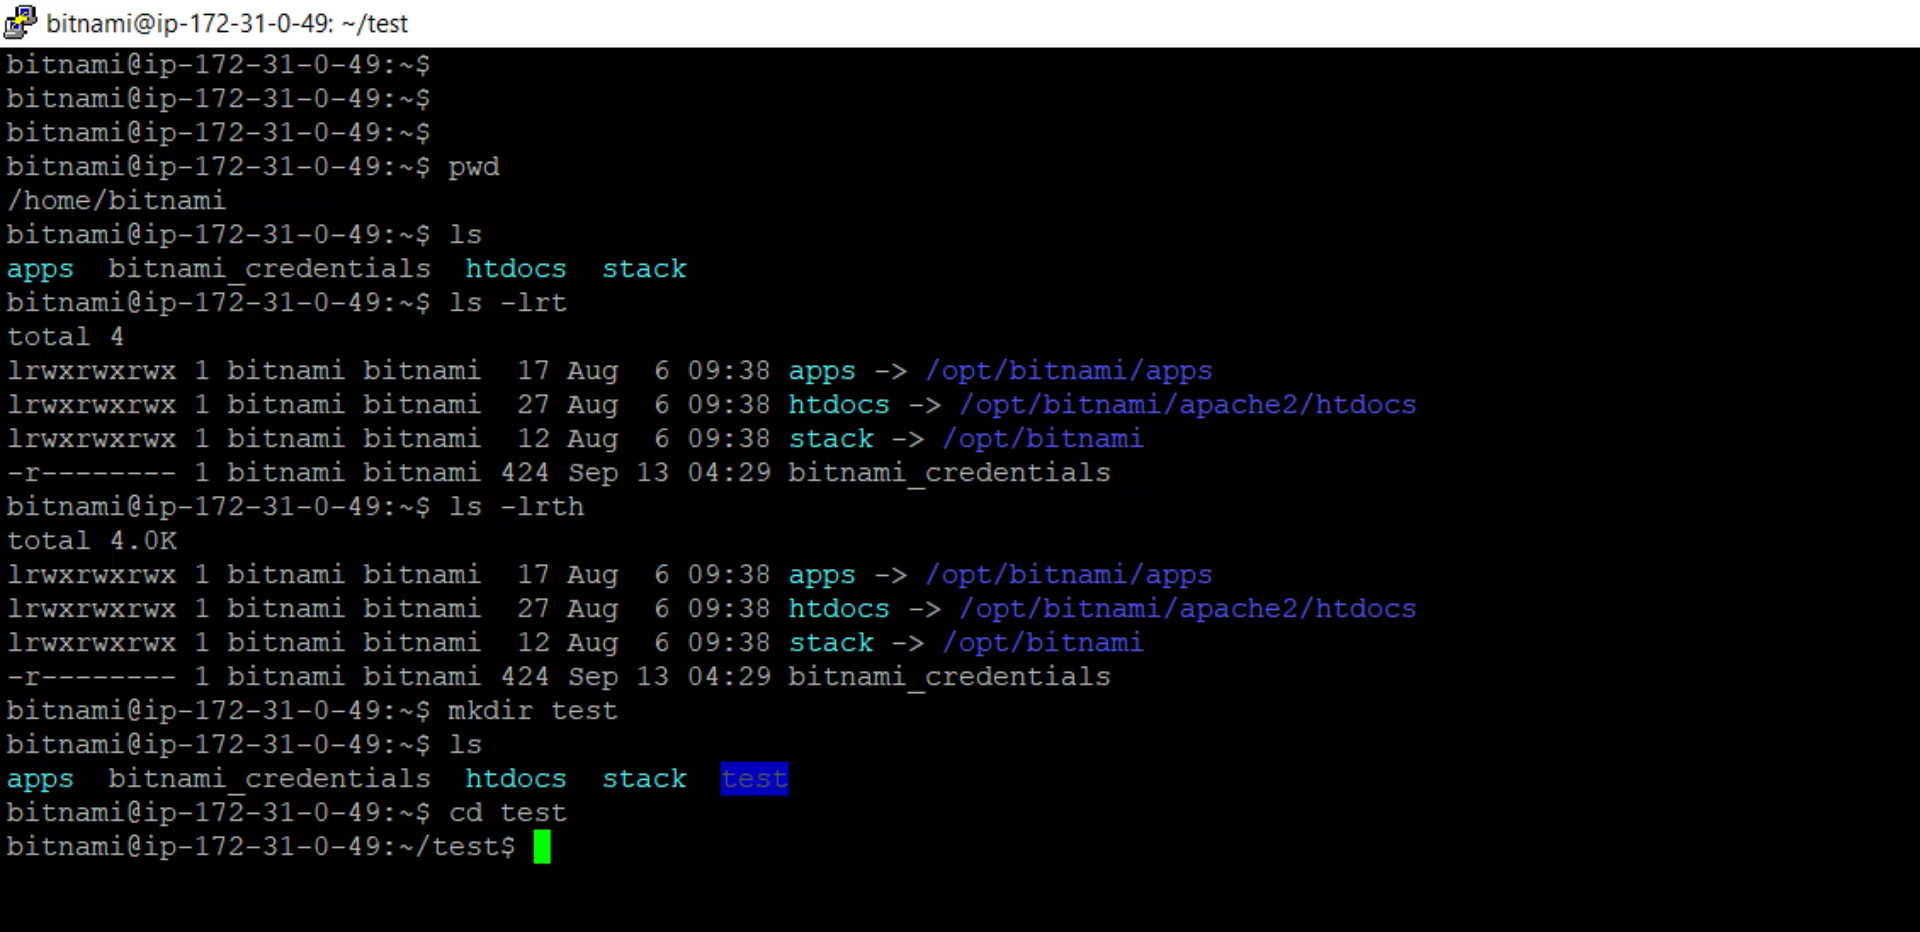 bitnami@ip-172-31-0-49: ~/test
bitnami@ip-172-31-0-49:~$
bitnami@ip-172-31-0-49:~$
bitnami@ip-172-31-0-49:~$
bitnami@ip-172-31-0-49:~$ pwd
/home/bitnami
bitnami@ip-172-31-0-49:~$ ls
apps  bitnami_credentials  htdocs  stack
bitnami@ip-172-31-0-49:~$ ls -lrt
total 4
lrwxrwxrwx 1 bitnami bitnami  17 Aug  6 09:38 apps -> /opt/bitnami/apps
lrwxrwxrwx 1 bitnami bitnami  27 Aug  6 09:38 htdocs -> /opt/bitnami/apache2/htdocs
lrwxrwxrwx 1 bitnami bitnami  12 Aug  6 09:38 stack -> /opt/bitnami
-r-------- 1 bitnami bitnami 424 Sep 13 04:29 bitnami_credentials
bitnami@ip-172-31-0-49:~$ ls -lrth
total 4.0K
lrwxrwxrwx 1 bitnami bitnami  17 Aug  6 09:38 apps -> /opt/bitnami/apps
lrwxrwxrwx 1 bitnami bitnami  27 Aug  6 09:38 htdocs -> /opt/bitnami/apache2/htdocs
lrwxrwxrwx 1 bitnami bitnami  12 Aug  6 09:38 stack -> /opt/bitnami
-r-------- 1 bitnami bitnami 424 Sep 13 04:29 bitnami_credentials
bitnami@ip-172-31-0-49:~$ mkdir test
bitnami@ip-172-31-0-49:~$ ls
apps  bitnami_credentials  htdocs  stack  test
bitnami@ip-172-31-0-49:~$ cd test
bitnami@ip-172-31-0-49:~/test$